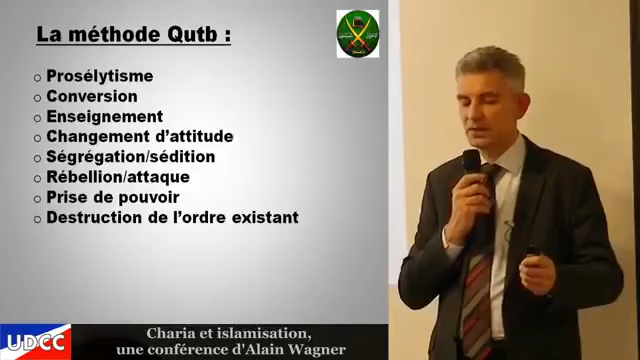 La méthode Qutb :
Prosélytisme
Conversion
Enseignement
Changement d’attitude
Ségrégation/sédition
Rébellion/attaque
Prise de pouvoir
Destruction de l’ordre existant
UDCC
Charia et islamisation,
une conférence d'Alain Wagner